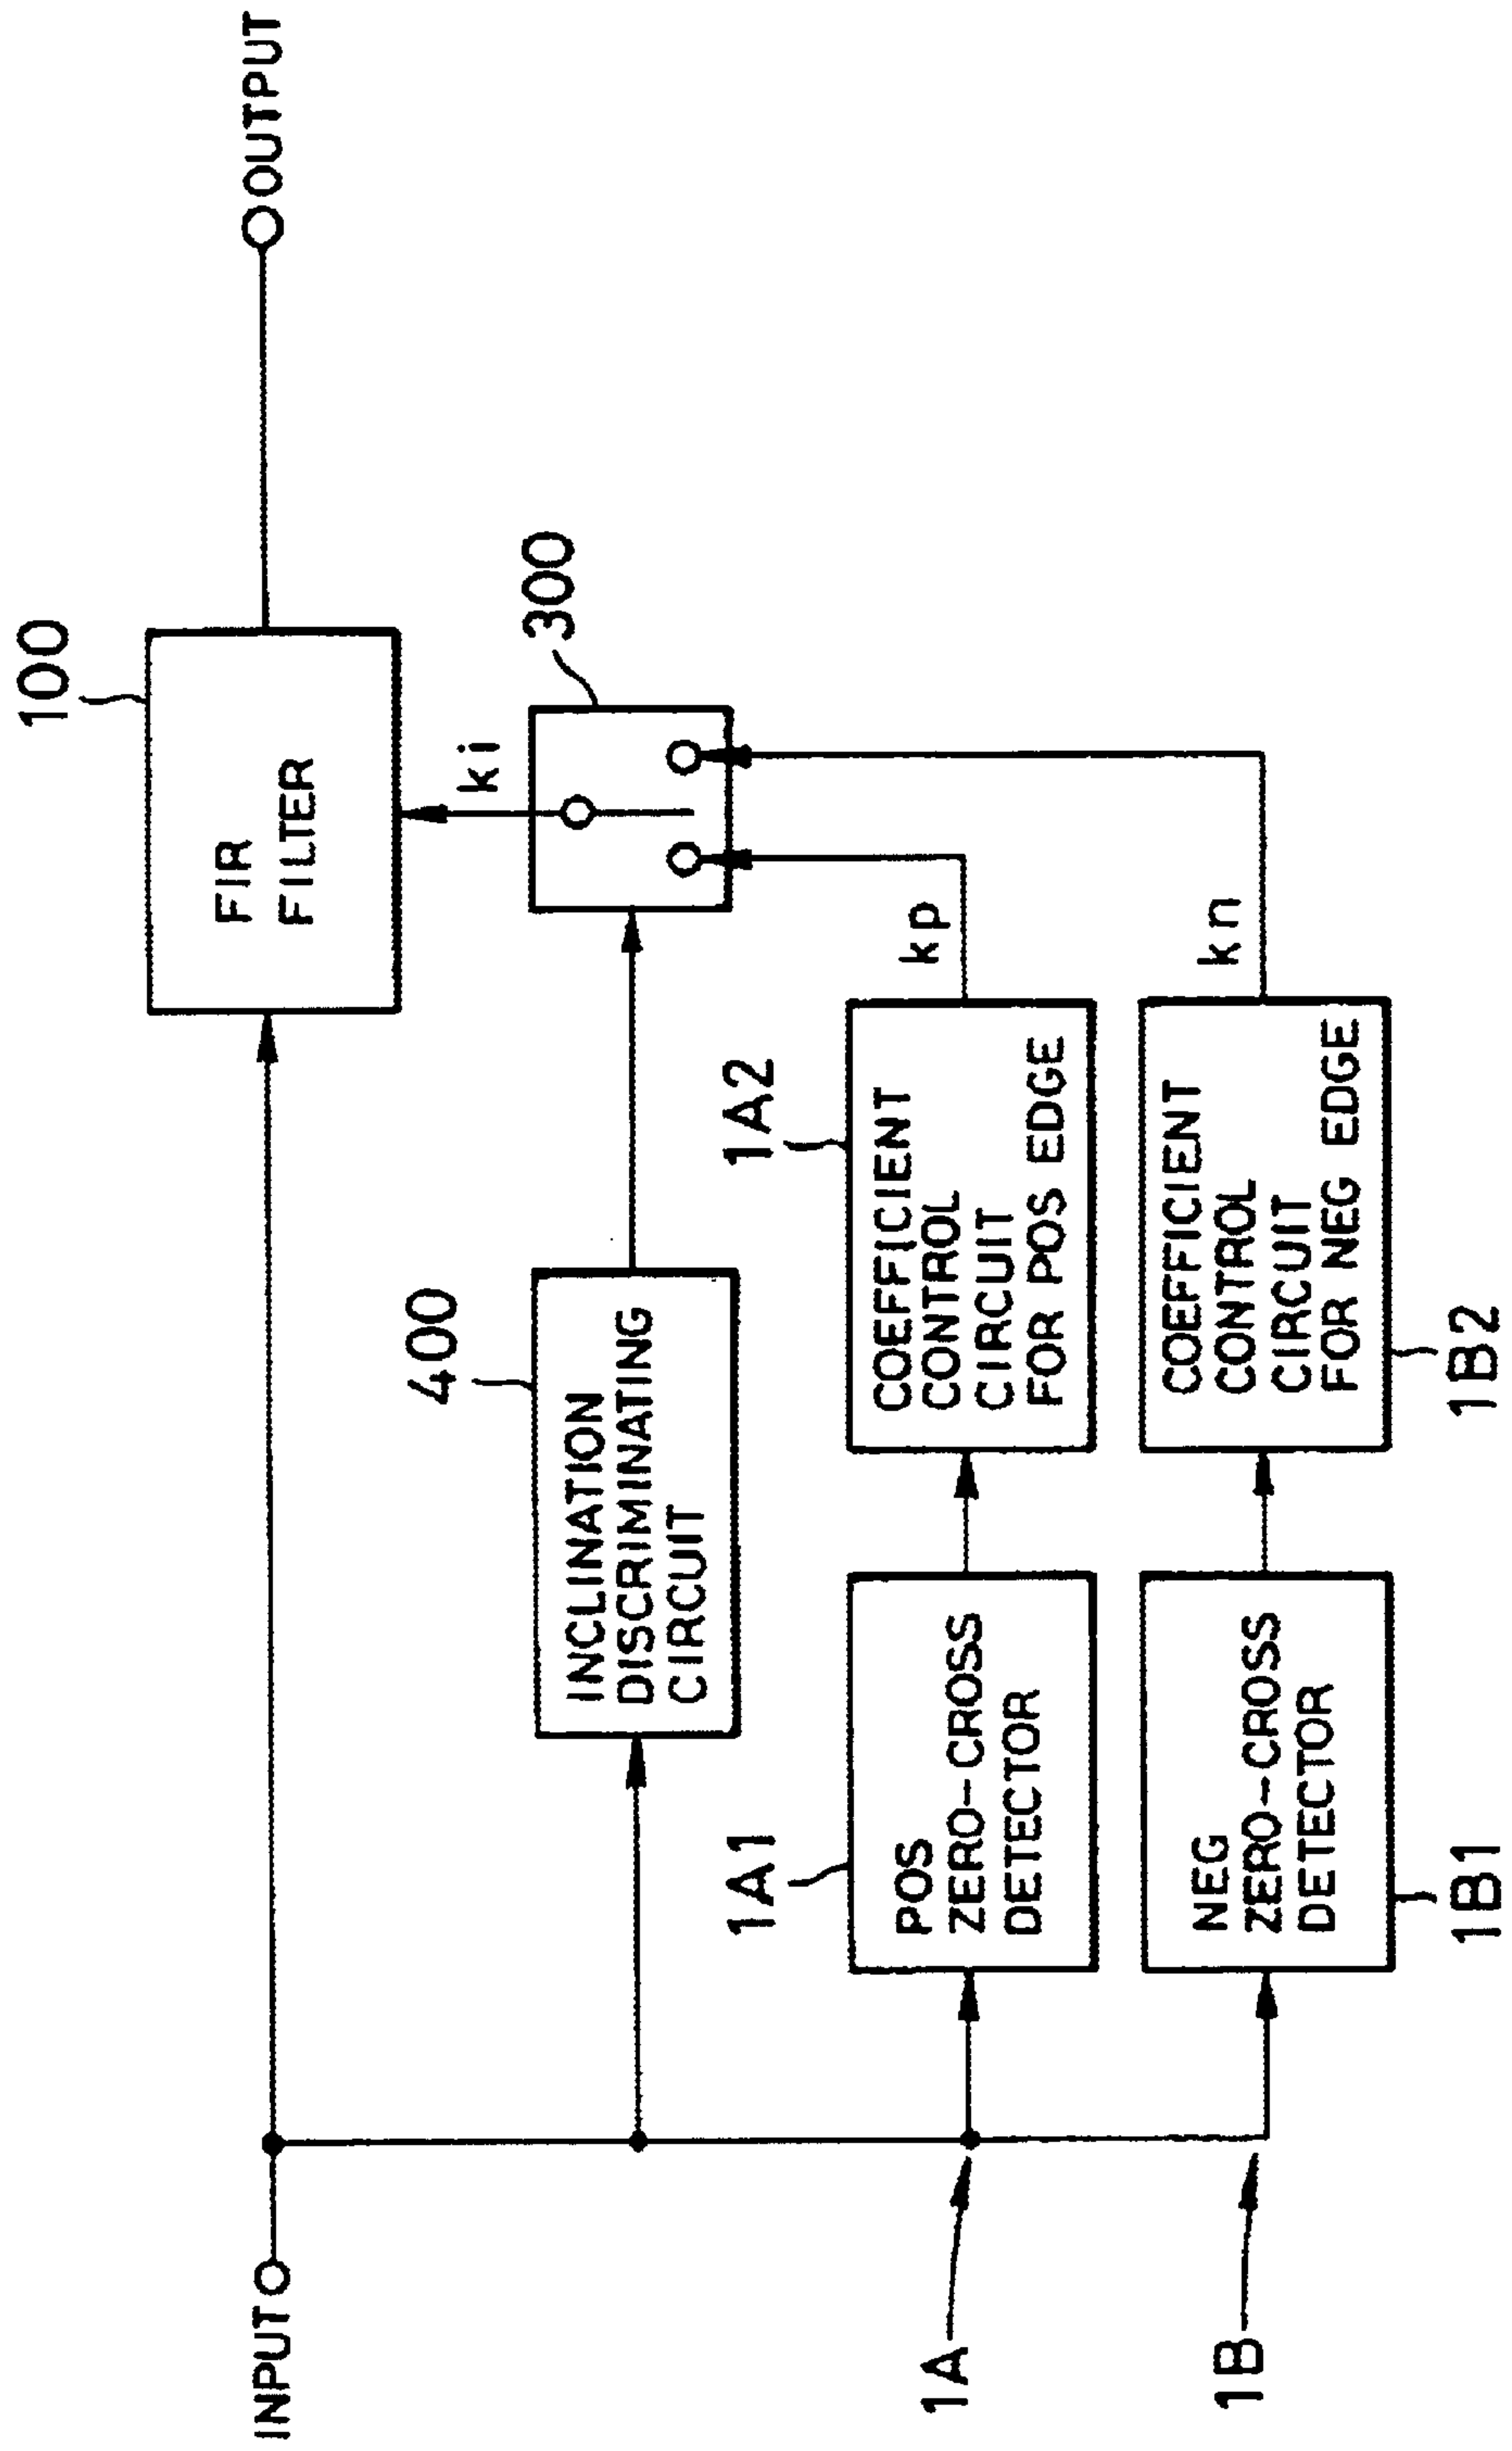 100
FIR
FILTER
OUTPUT
INPUT
ki
300
400
INCLINATION
DISCRIMINATING
CIRCUIT
1A
1A1
POS
ZERO-CROSS
DETECTOR
1A2
COEFFICIENT
CONTROL
CIRCUIT
FOR POS EDGE
kp
1B
NEG
ZERO-CROSS
DETECTOR
1B1
COEFFICIENT
CONTROL
CIRCUIT
FOR NEG EDGE
1B2
kn